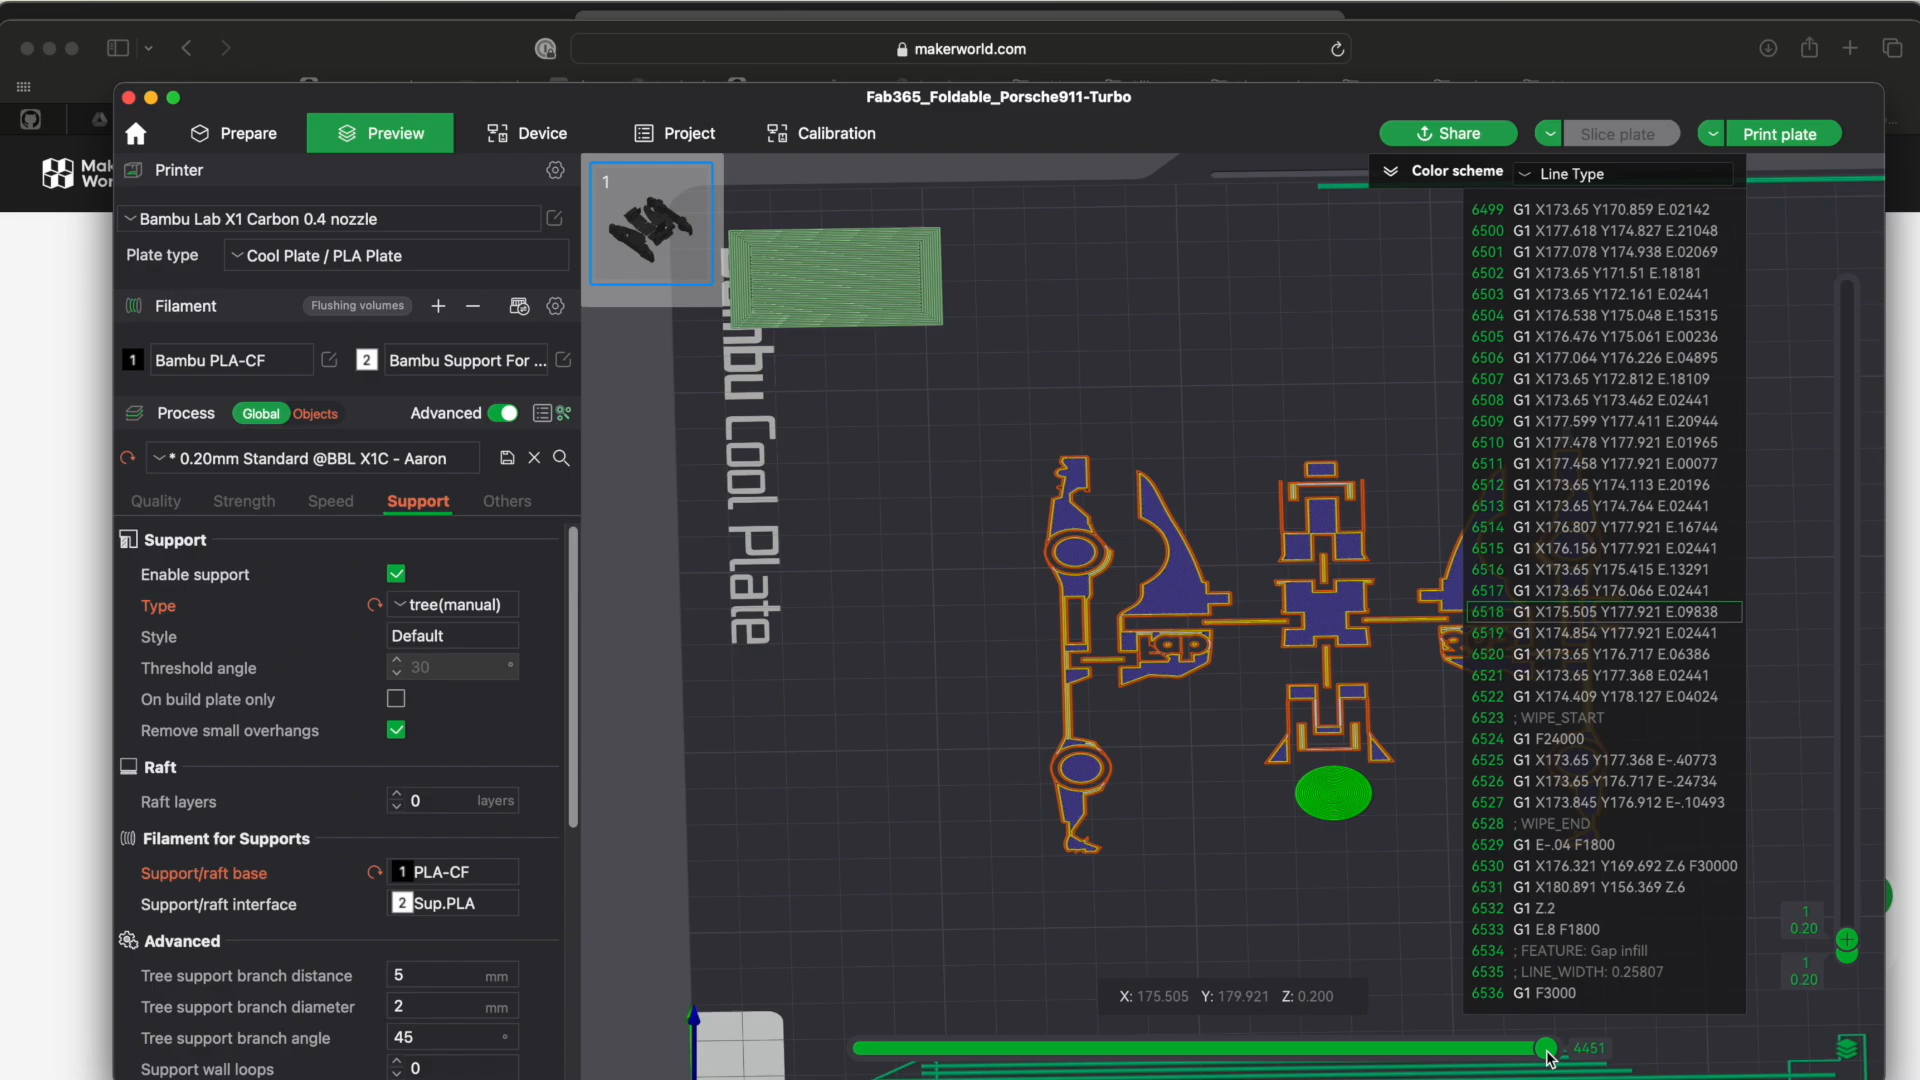 makerworld.com
Fab365_Foldable_Porsche911-Turbo
Prepare
Preview
Device
Project
Calibration
Share
Slice plate
Print plate
Printer
Bambu Lab X1 Carbon 0.4 nozzle
Plate type
Cool Plate / PLA Plate
Filament
Flushing volumes
1 Bambu PLA-CF
2 Bambu Support For ...
Process
Global
Objects
Advanced
* 0.20mm Standard @BBL X1C - Aaron
Quality
Strength
Speed
Support
Others
Support
Enable support
Type
tree(manual)
Style
Default
Threshold angle
30 °
On build plate only
Remove small overhangs
Raft
Raft layers
0 layers
Filament for Supports
Support/raft base
1 PLA-CF
Support/raft interface
2 Sup.PLA
Advanced
Tree support branch distance
5 mm
Tree support branch diameter
2 mm
Tree support branch angle
45 °
Support wall loops
0
1
Cool Plate
Color scheme
Line Type
6499 G1 X173.65 Y170.859 E.02142
6500 G1 X177.618 Y174.827 E.21048
6501 G1 X177.078 Y174.938 E.02069
6502 G1 X173.65 Y171.51 E.18181
6503 G1 X173.65 Y172.161 E.02441
6504 G1 X176.538 Y175.048 E.15315
6505 G1 X176.476 Y175.061 E.00236
6506 G1 X177.064 Y176.226 E.04895
6507 G1 X173.65 Y172.812 E.18109
6508 G1 X173.65 Y173.462 E.02441
6509 G1 X177.599 Y177.411 E.20944
6510 G1 X177.478 Y177.921 E.01965
6511 G1 X177.458 Y177.921 E.00077
6512 G1 X173.65 Y174.113 E.20196
6513 G1 X173.65 Y174.764 E.02441
6514 G1 X176.807 Y177.921 E.16744
6515 G1 X176.156 Y177.921 E.02441
6516 G1 X173.65 Y175.415 E.13291
6517 G1 X173.65 Y176.066 E.02441
6518 G1 X175.505 Y177.921 E.09838
6519 G1 X174.854 Y177.921 E.02441
6520 G1 X173.65 Y176.717 E.06386
6521 G1 X173.65 Y177.368 E.02441
6522 G1 X174.409 Y178.127 E.04024
6523 ; WIPE_START
6524 G1 F24000
6525 G1 X173.65 Y177.368 E-.40773
6526 G1 X173.65 Y176.717 E-.24734
6527 G1 X173.845 Y176.912 E-.10493
6528 ; WIPE_END
6529 G1 E-.04 F1800
6530 G1 X176.321 Y169.692 Z.6 F30000
6531 G1 X180.891 Y156.369 Z.6
6532 G1 Z.2
6533 G1 E.8 F1800
6534 ; FEATURE: Gap infill
6535 ; LINE_WIDTH: 0.25807
6536 G1 F3000
1
0.20
1
0.20
X: 175.505 Y: 179.921 Z: 0.200
4451